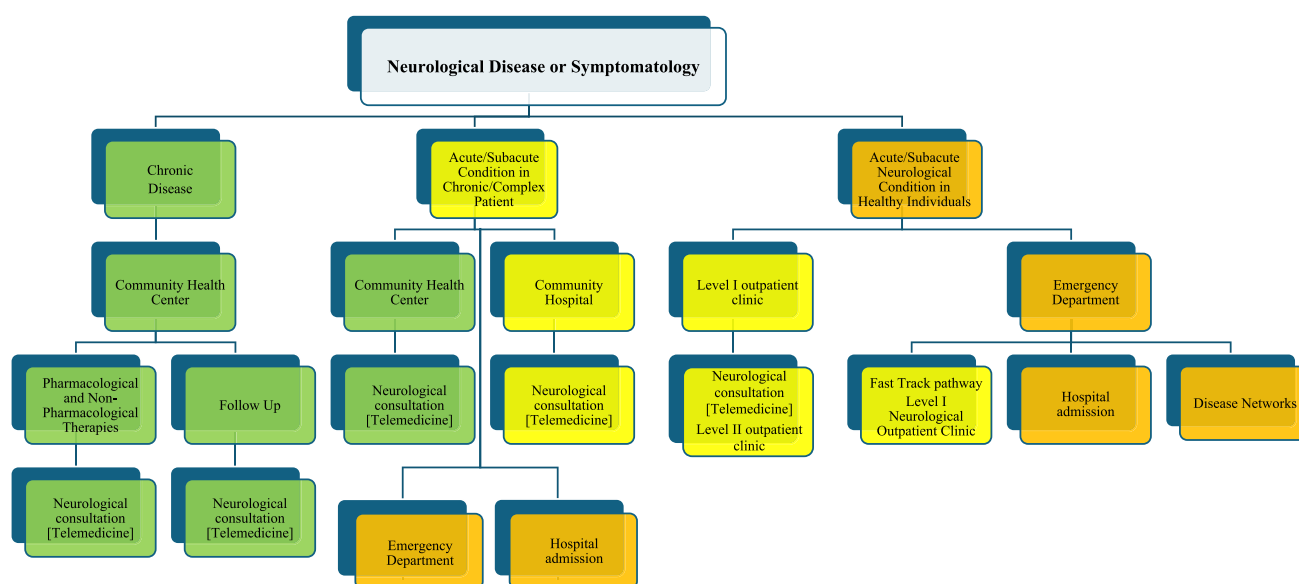 Neurological Disease or Symptomatology
Chronic
Disease
Acute/Subacute
Condition in
Chronic/Complex
Patient
Acute/Subacute
Neurological
Condition in
Healthy Individuals
Community Health
Center
Community Health
Center
Community
Hospital
Level I outpatient
clinic
Emergency
Department
Pharmacological
and Non-
Pharmacological
Therapies
Follow Up
Neurological
consultation
[Telemedicine]
Neurological
consultation
[Telemedicine]
Neurological
consultation
[Telemedicine]
Level II outpatient
clinic
Fast Track pathway
Level I
Neurological
Outpatient Clinic
Hospital
admission
Disease Networks
Neurological
consultation
[Telemedicine]
Neurological
consultation
[Telemedicine]
Emergency
Department
Hospital
admission